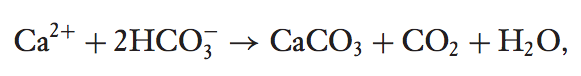 Ca²⁺ + 2HCO₃⁻ → CaCO₃ + CO₂ + H₂O,